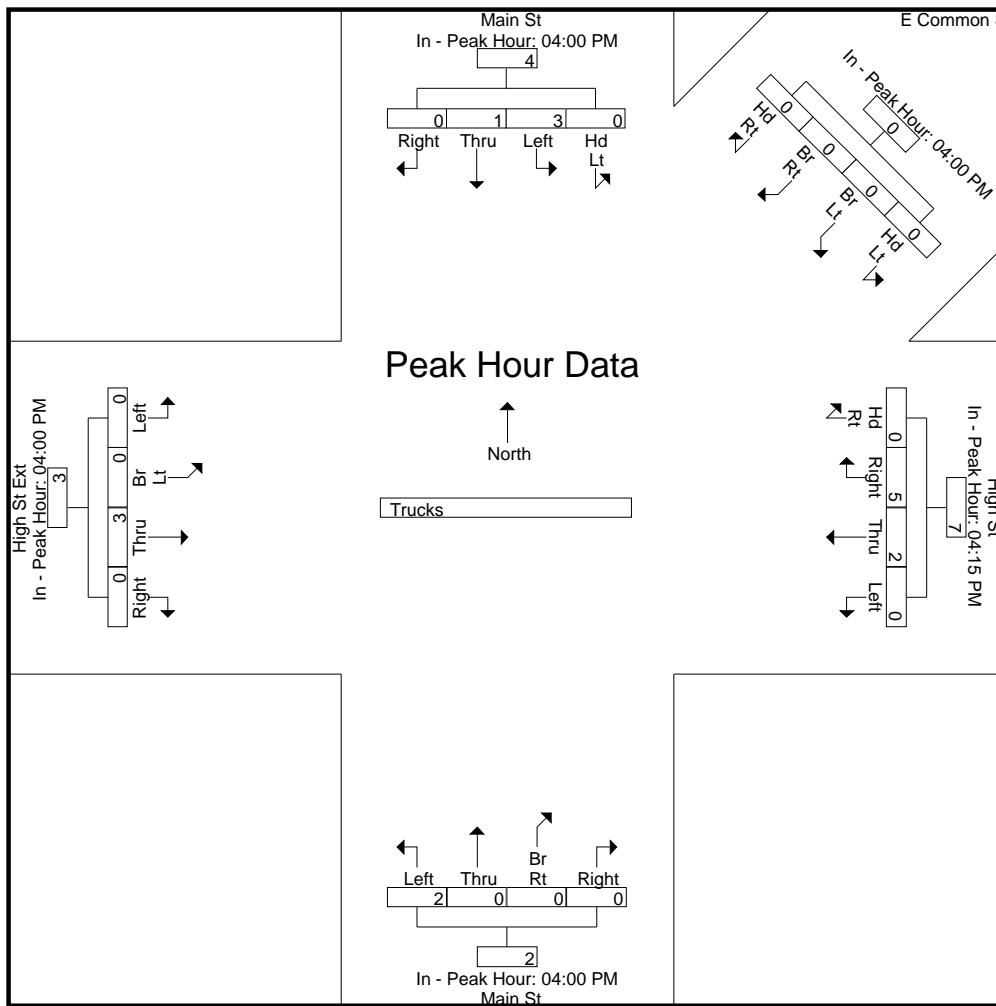 Main St
In - Peak Hour: 04:00 PM
4
0 1 3 0
Right Thru Left Hd
Lt
E Common
In - Peak Hour: 04:00 PM
0
0 0 0 0
Hd
Rt
Br
Rt
Br
Lt
Hd
Lt
Peak Hour Data
North
Trucks
High St Ext
In - Peak Hour: 04:00 PM
3
0 0 3 0
Left
Br
Lt
Thru
Right
High St
In - Peak Hour: 04:15 PM
7
0 5 2 0
Hd
Rt
Right
Thru
Left
Br
Left Thru Rt Right
2 0 0 0
2
In - Peak Hour: 04:00 PM
Main St